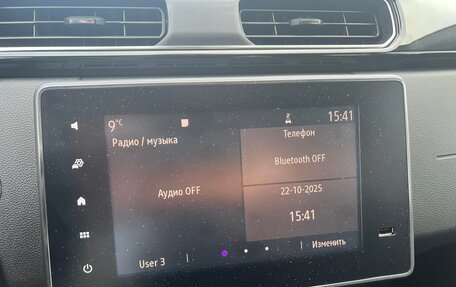 9°C
15:41
Радио / музыка
Телефон
Bluetooth OFF
Аудио OFF
22-10-2025
15:41
User 3
Изменить